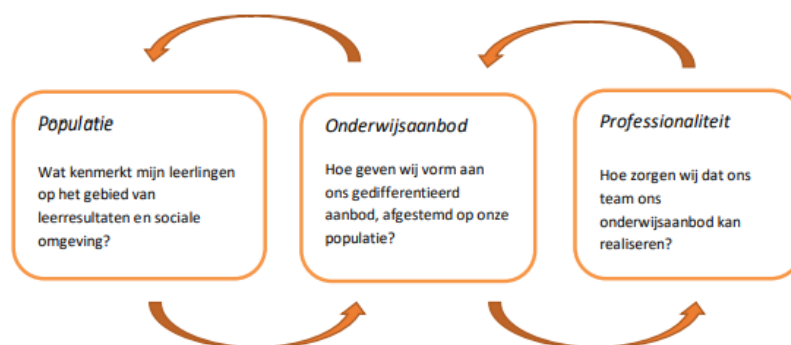 Populatie
Wat kenmerkt mijn leerlingen
op het gebied van
leerresultaten en sociale
omgeving?
Onderwijsaanbod
Hoe geven wij vorm aan
ons gedifferentieerd
aanbod, afgestemd op onze
populatie?
Professionaliteit
Hoe zorgen wij dat ons
team ons
onderwijsaanbod kan
realiseren?